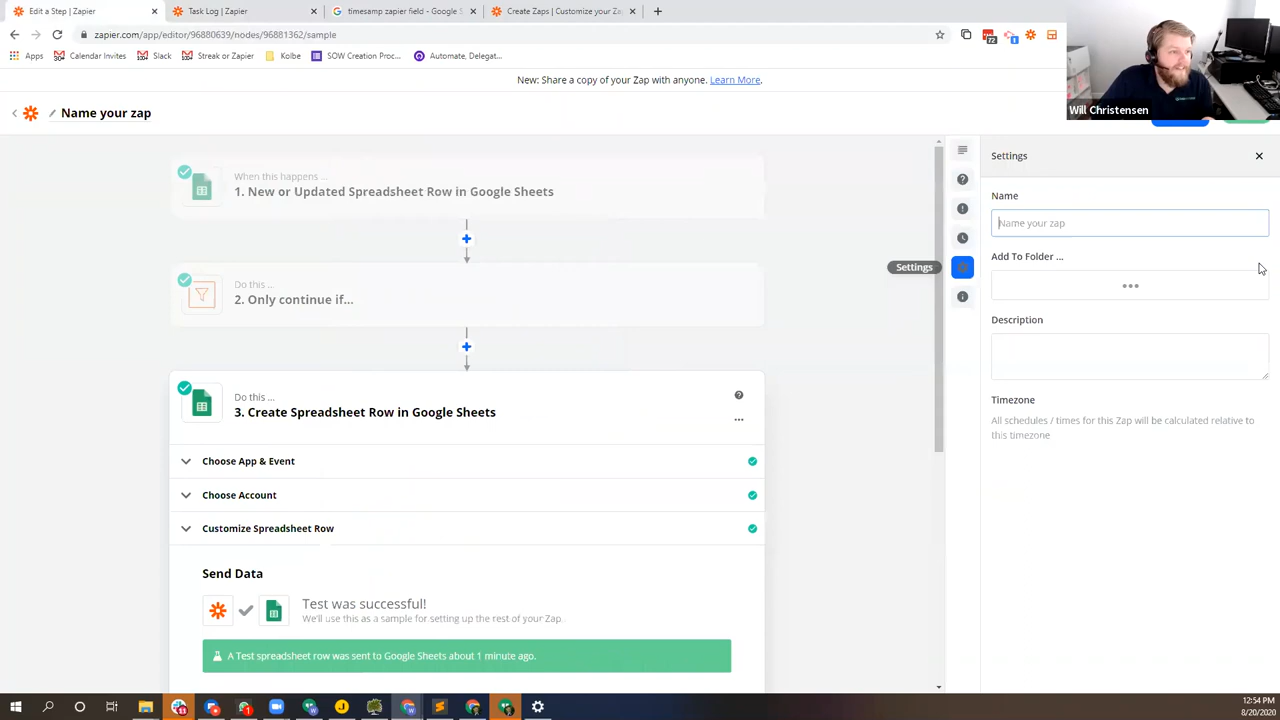 Edit a Step | Zapier
Task Log | Zapier
timesamp zapier field - Google S
Create Zaps | Customize your Za
zapier.com/app/editor/96880639/nodes/96881362/sample
Apps
Calendar Invites
Slack
Streak or Zapier
Kolbe
SOW Creation Proc...
Automate, Delegat...
72
1
New: Share a copy of your Zap with anyone. Learn More.
Will Christensen
Name your zap
When this happens ...
1. New or Updated Spreadsheet Row in Google Sheets
Do this ...
2. Only continue if...
Do this ...
3. Create Spreadsheet Row in Google Sheets
Choose App & Event
Choose Account
Customize Spreadsheet Row
Send Data
Test was successful!
We'll use this as a sample for setting up the rest of your Zap.
A Test spreadsheet row was sent to Google Sheets about 1 minute ago.
Settings
Settings
Name
Name your zap
Add To Folder ...
Description
Timezone
All schedules / times for this Zap will be calculated relative to
this timezone
12:54 PM
8/20/2020